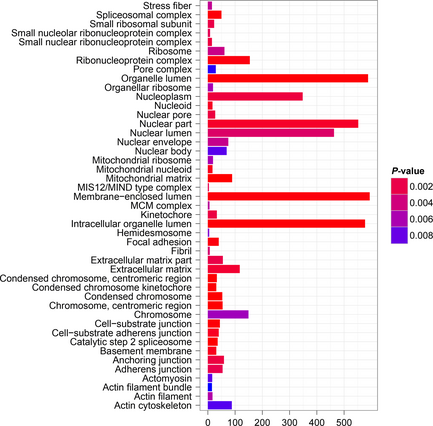 Stress fiber
Spliceosomal complex
Small ribosomal subunit
Small nucleolar ribonucleoprotein complex
Small nuclear ribonucleoprotein complex
Ribosome
Ribonucleoprotein complex
Pore complex
Organelle lumen
Organellar ribosome
Nucleoplasm
Nucleoid
Nuclear pore
Nuclear part
Nuclear lumen
Nuclear envelope
Nuclear body
Mitochondrial ribosome
Mitochondrial nucleoid
Mitochondrial matrix
MIS12/MIND type complex
Membrane-enclosed lumen
MCM complex
Kinetochore
Intracellular organelle lumen
Hemidesmosome
Focal adhesion
Fibril
Extracellular matrix part
Extracellular matrix
Condensed chromosome, centromeric region
Condensed chromosome kinetochore
Condensed chromosome
Chromosome, centromeric region
Chromosome
Cell−substrate junction
Cell−substrate adherens junction
Catalytic step 2 spliceosome
Basement membrane
Anchoring junction
Adherens junction
Actomyosin
Actin filament bundle
Actin filament
Actin cytoskeleton
0 100 200 300 400 500
P-value
0.002
0.004
0.006
0.008